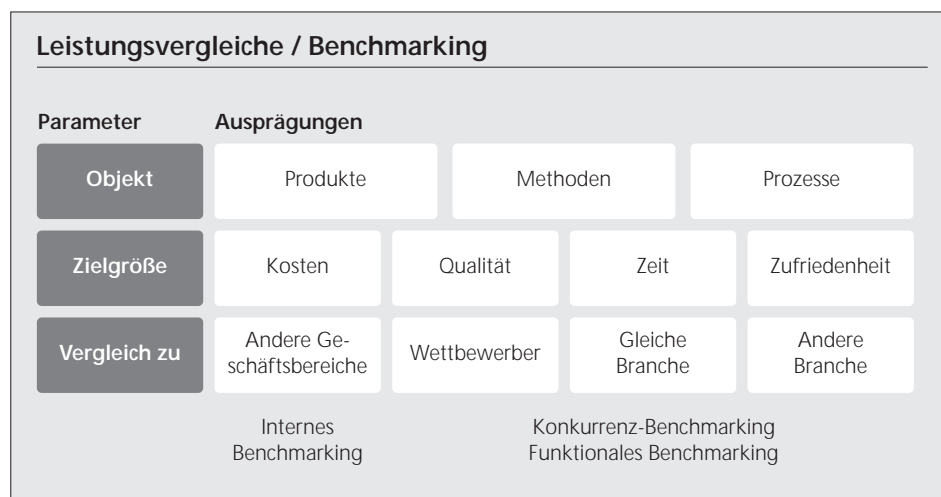 Leistungsvergleiche / Benchmarking
Parameter Ausprägungen
Objekt Produkte Methoden Prozesse
Zielgröße Kosten Qualität Zeit Zufriedenheit
Vergleich zu
Andere Ge-
schäftsbereiche
Wettbewerber
Gleiche
Branche
Andere
Branche
Internes
Benchmarking
Konkurrenz-Benchmarking
Funktionales Benchmarking